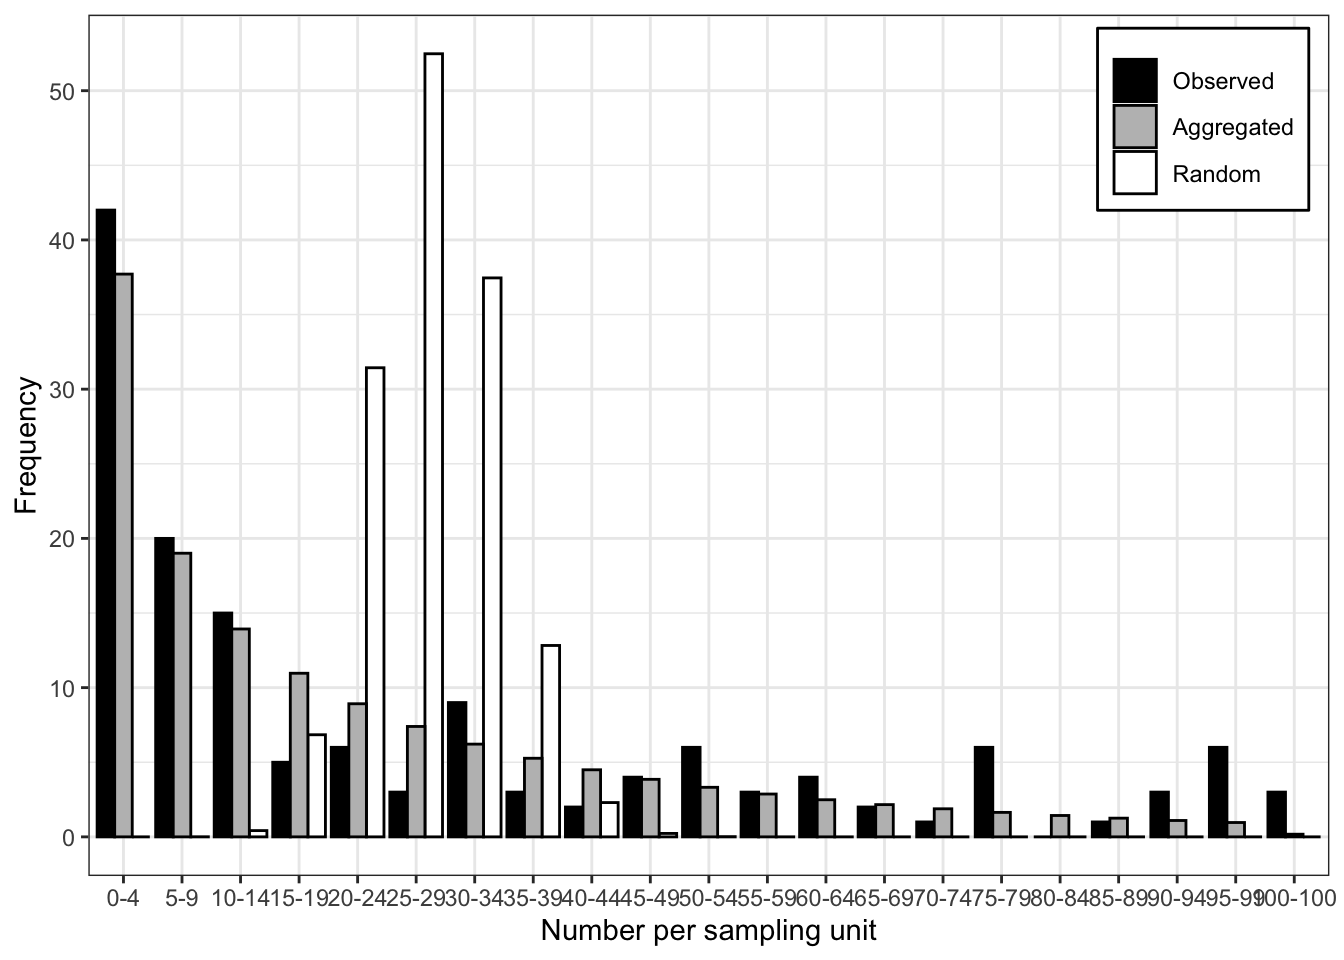 Observed
Aggregated
Random
50
40
30
20
10
0
Frequency
0-4 5-9 10-14 15-19 20-24 25-29 30-34 35-39 40-44 45-49 50-54 55-59 60-64 65-69 70-74 75-79 80-84 85-89 90-94 95-99 100-100
Number per sampling unit